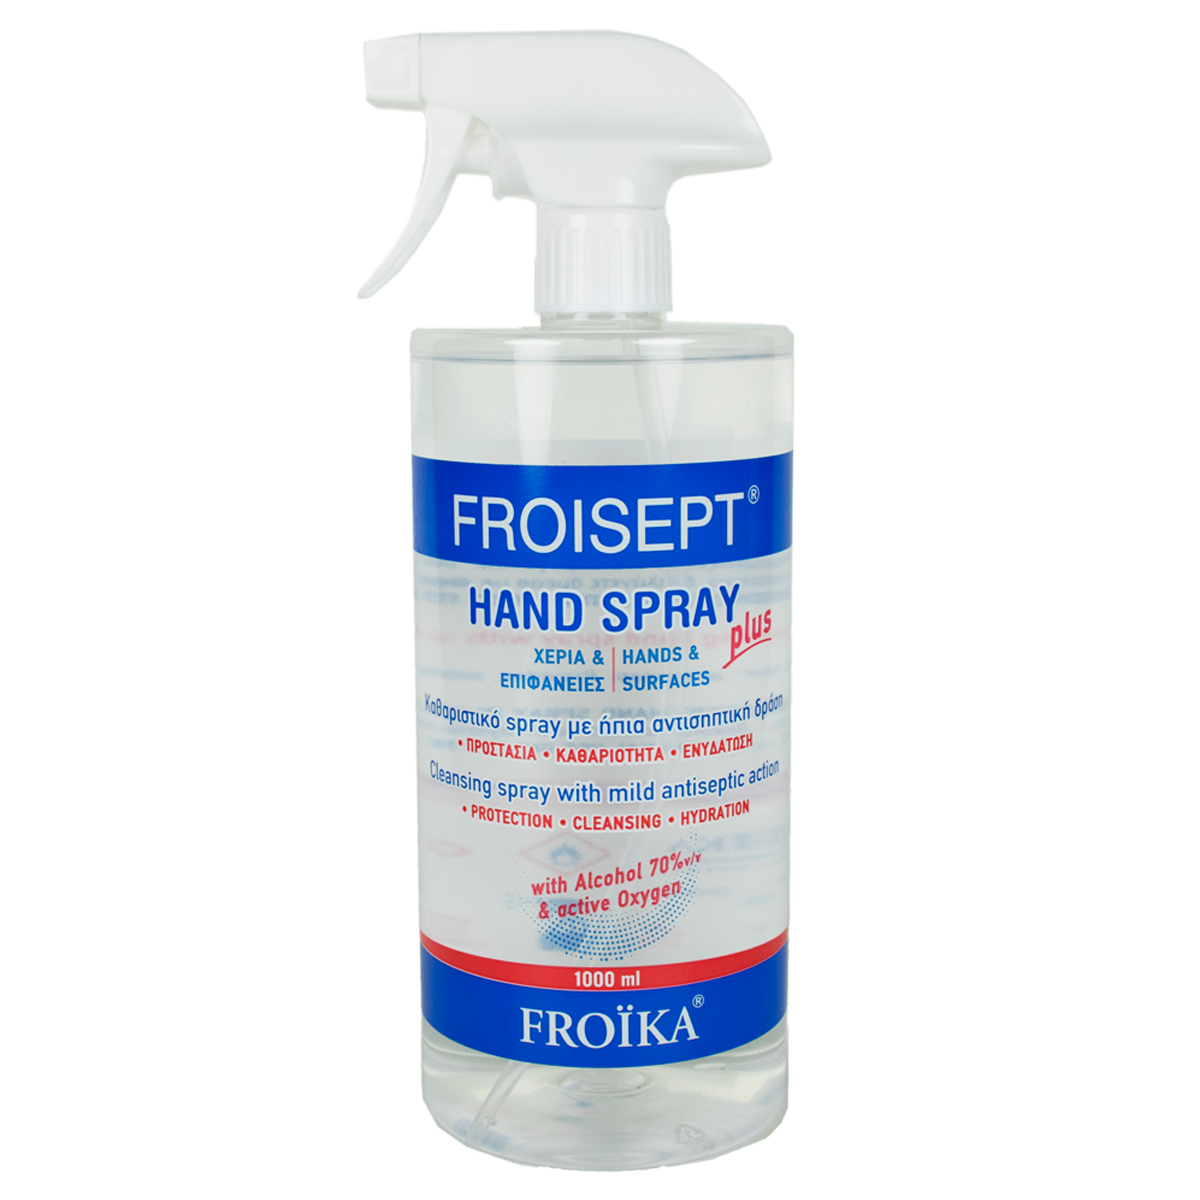 FROISEPT®
HAND SPRAY
plus
ΧΕΡΙΑ & ΕΠΙΦΑΝΕΙΕΣ
HANDS & SURFACES
Καθαριστικό spray με ήπια αντισηπτική δράση
• ΠΡΟΣΤΑΣΙΑ • ΚΑΘΑΡΙΟΤΗΤΑ • ΕΝΥΔΑΤΩΣΗ
Cleansing spray with mild antiseptic action
• PROTECTION • CLEANSING • HYDRATION
with Alcohol 70%v/v
& active Oxygen
1000 ml
FROÏKA®